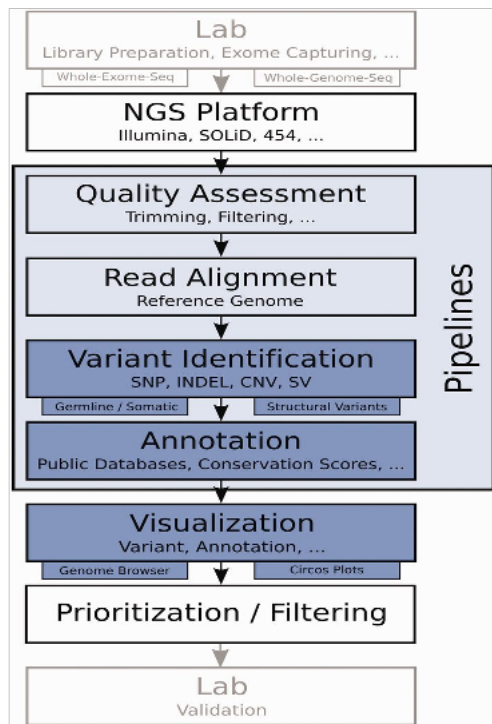 Lab
Library Preparation, Exome Capturing, ...
Whole-Exome-Seq
Whole-Genome-Seq
NGS Platform
Illumina, SOLiD, 454, ...
Quality Assessment
Trimming, Filtering, ...
Read Alignment
Reference Genome
Variant Identification
SNP, INDEL, CNV, SV
Germline / Somatic
Structural Variants
Annotation
Public Databases, Conservation Scores, ...
Pipelines
Visualization
Variant, Annotation, ...
Genome Browser
Circos Plots
Prioritization / Filtering
Lab
Validation